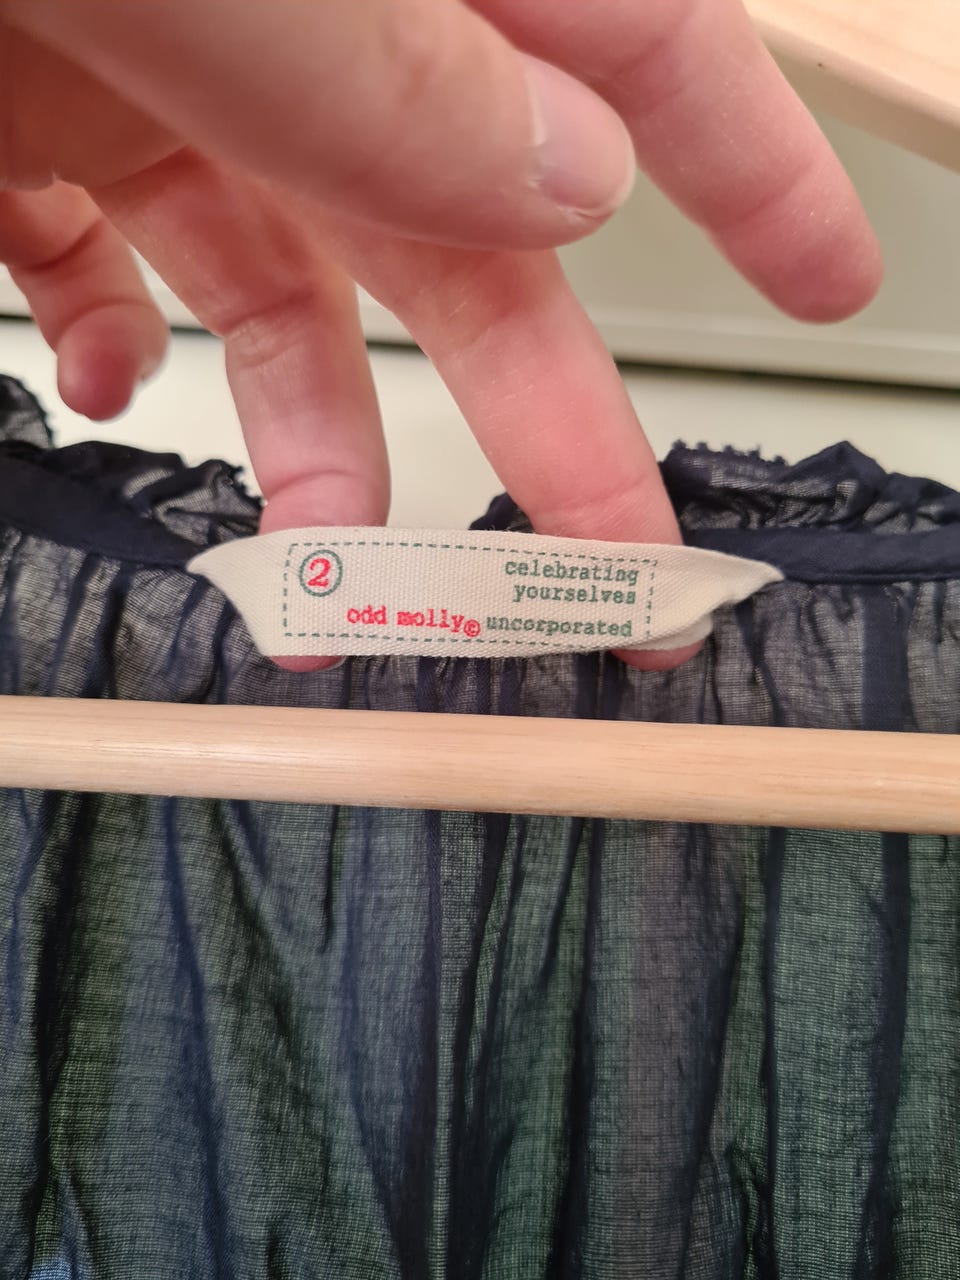 2
celebrating
yourselves
odd molly© uncorporated